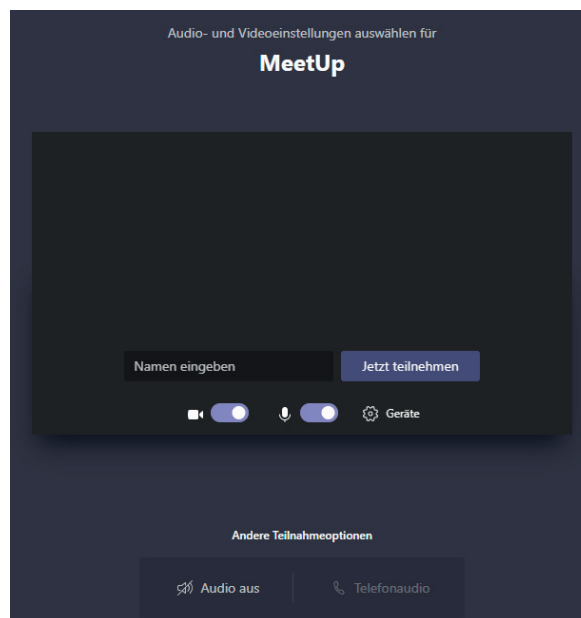 Audio- und Videoeinstellungen auswählen für
MeetUp
Namen eingeben
Jetzt teilnehmen
Geräte
Andere Teilnahmeoptionen
Audio aus
Telefonaudio